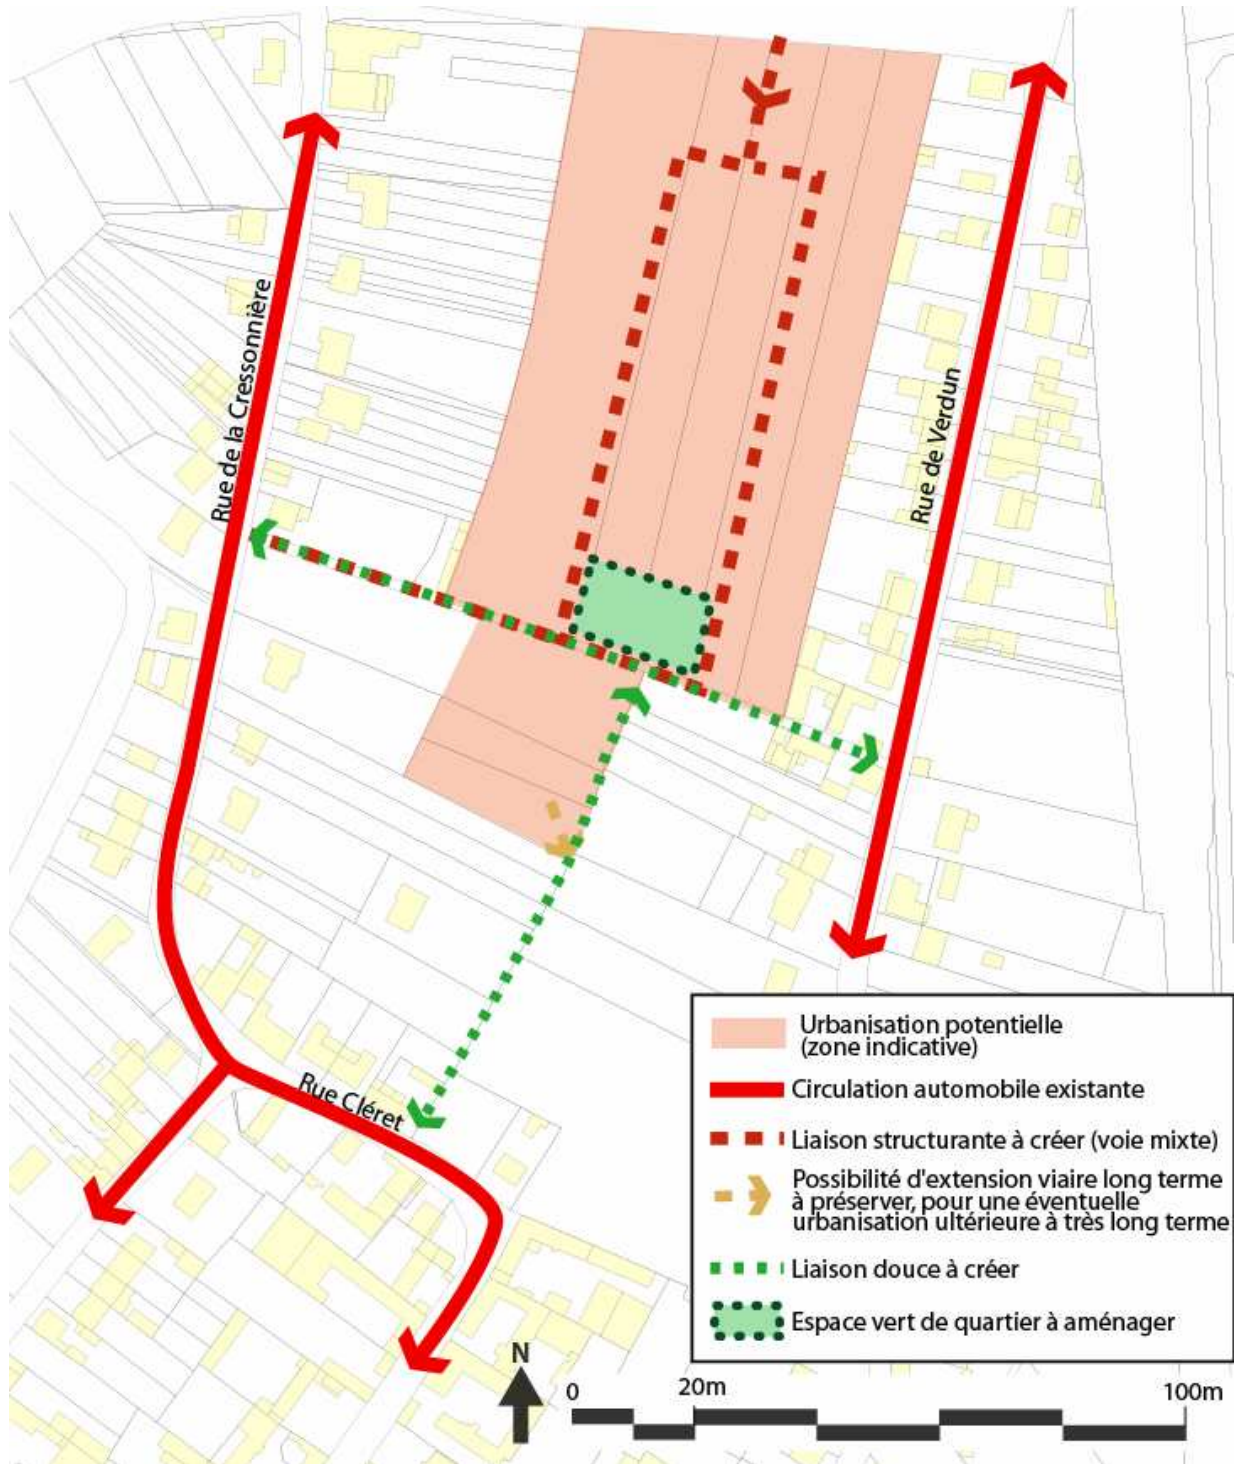 Rue de la Cressonnière
Rue de Verdun
Rue Cléret
Urbanisation potentielle
(zone indicative)
Circulation automobile existante
Liaison structurante à créer (voie mixte)
Possibilité d'extension viaire long terme
à préserver, pour une éventuelle
urbanisation ultérieure à très long terme
Liaison douce à créer
Espace vert de quartier à aménager
N
0
20m
100m